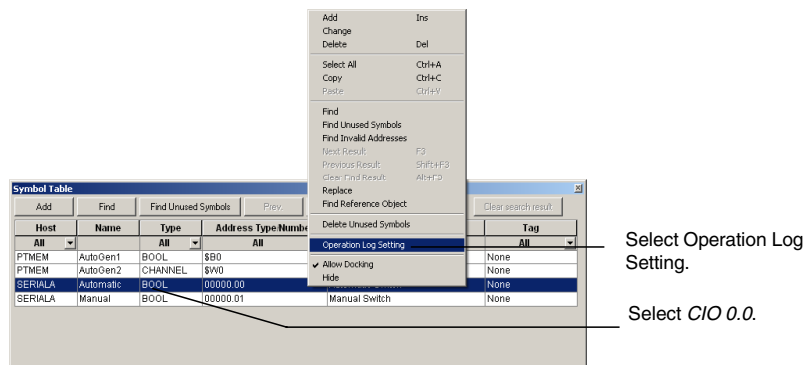 Add Ins
Change
Delete Del
Select All Ctrl+A
Copy Ctrl+C
Paste Ctrl+V
Find
Find Unused Symbols
Find Invalid Addresses
Next Result F3
Previous Result Shift+F3
Clear Find Result Alt+F3
Replace
Find Reference Object
Delete Unused Symbols
Operation Log Setting
Allow Docking
Hide
Symbol Table
Add Find Find Unused Symbols Prev. Clear search result
Host Name Type Address Type/Numbe Tag
All All All All
PTMEM AutoGen1 BOOL $B0 None
PTMEM AutoGen2 CHANNEL $W0 None
SERIALA Automatic BOOL 00000.00 None
SERIALA Manual BOOL 00000.01 Manual Switch None
Select Operation Log
Setting.
Select CIO 0.0.